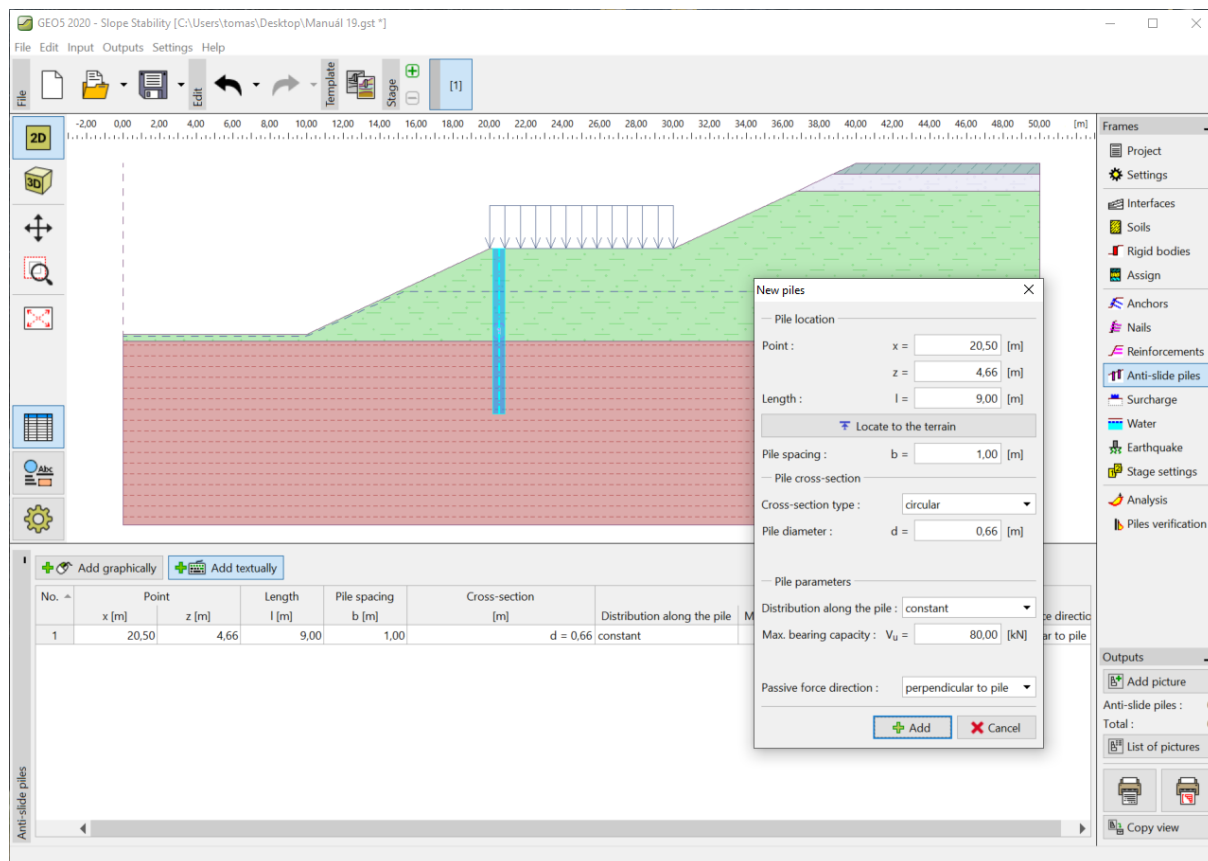 GEO5 2020 - Slope Stability [C:\Users\tomas\Desktop\Manuál 19.gst *]
File Edit Input Outputs Settings Help
File
Edit
Template
Stage
[1]
-2,00 0,00 2,00 4,00 6,00 8,00 10,00 12,00 14,00 16,00 18,00 20,00 22,00 24,00 26,00 28,00 30,00 32,00 34,00 36,00 38,00 40,00 42,00 44,00 46,00 48,00 50,00 [m]
2D
3D
Abc
Frames
Project
Settings
Interfaces
Soils
Rigid bodies
Assign
Anchors
Nails
Reinforcements
Anti-slide piles
Surcharge
Water
Earthquake
Stage settings
Analysis
Piles verification
New piles
Pile location
Point : x = 20,50 [m]
z = 4,66 [m]
Length : l = 9,00 [m]
Locate to the terrain
Pile spacing : b = 1,00 [m]
Pile cross-section
Cross-section type : circular
Pile diameter : d = 0,66 [m]
Pile parameters
Distribution along the pile : constant
Max. bearing capacity : Vu = 80,00 [kN]
Passive force direction : perpendicular to pile
Add Cancel
Add graphically Add textually
No. Point Length Pile spacing Cross-section
x [m] z [m] l [m] b [m] [m] Distribution along the pile M ce directio
1 20,50 4,66 9,00 1,00 d = 0,66 constant ar to pile
Anti-slide piles
Outputs
Add picture
Anti-slide piles :
Total :
List of pictures
Copy view